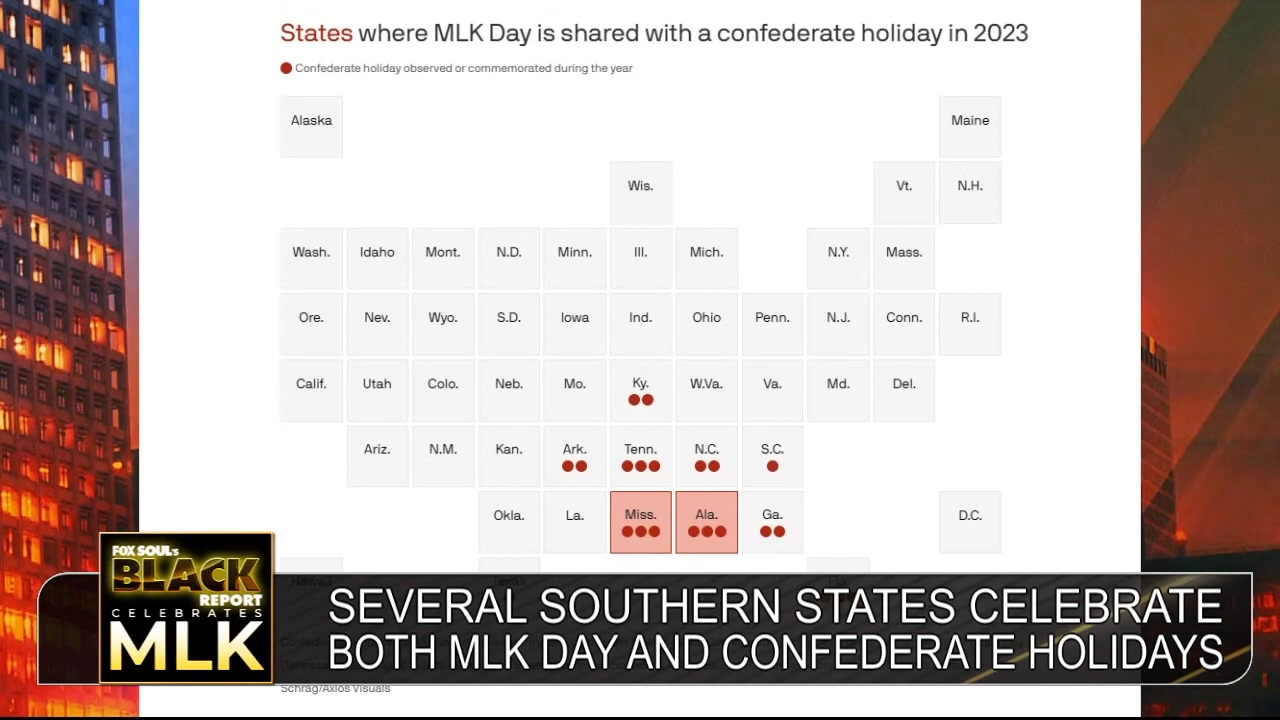 States where MLK Day is shared with a confederate holiday in 2023
Confederate holiday observed or commemorated during the year
Alaska Maine
Wis. Vt. N.H.
Wash. Idaho Mont. N.D. Minn. Ill. Mich. N.Y. Mass.
Ore. Nev. Wyo. S.D. Iowa Ind. Ohio Penn. N.J. Conn. R.I.
Calif. Utah Colo. Neb. Mo. Ky. W.Va. Va. Md. Del.
Ariz. N.M. Kan. Ark. Tenn. N.C. S.C.
Okla. La. Miss. Ala. Ga. D.C.
Hawaii Texas Fla.
FOX SOUL's
BLACK
REPORT
CELEBRATES
MLK
SEVERAL SOUTHERN STATES CELEBRATE
BOTH MLK DAY AND CONFEDERATE HOLIDAYS
Schrag/Axios Visuals